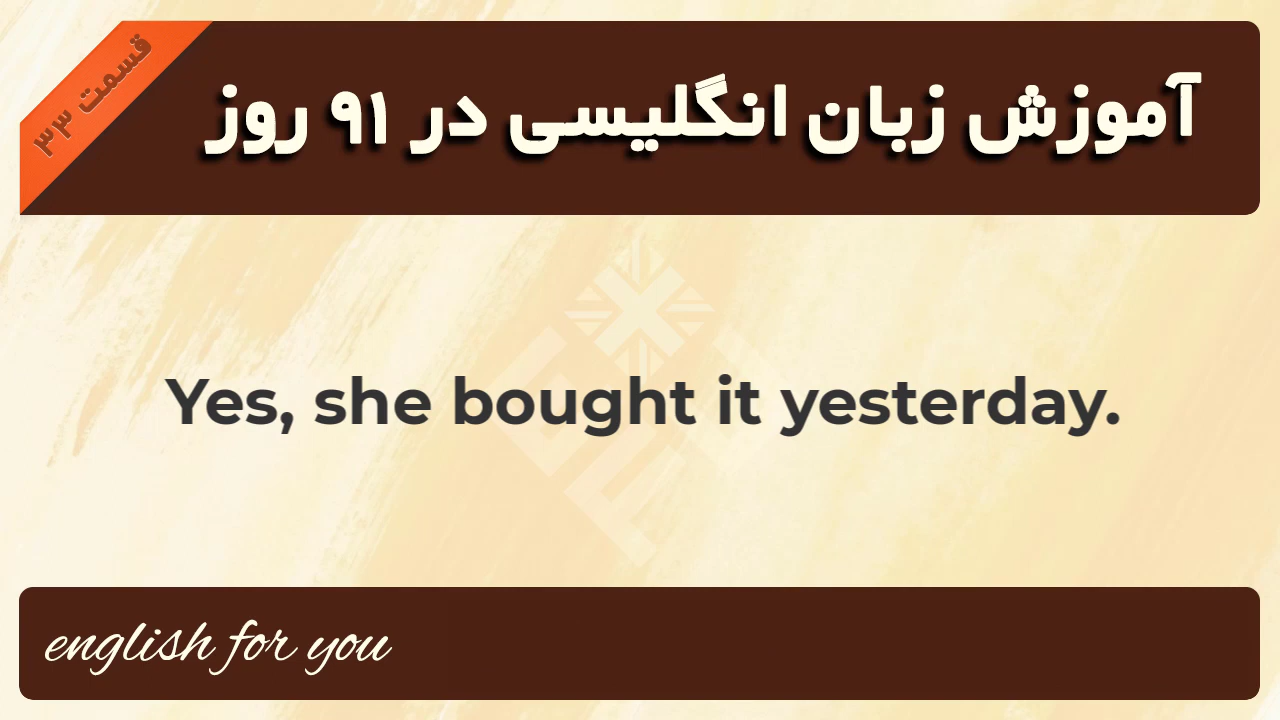 آموزش زبان انگلیسی در ۹۱ روز
قسمت ۳۳
Yes, she bought it yesterday.
english for you